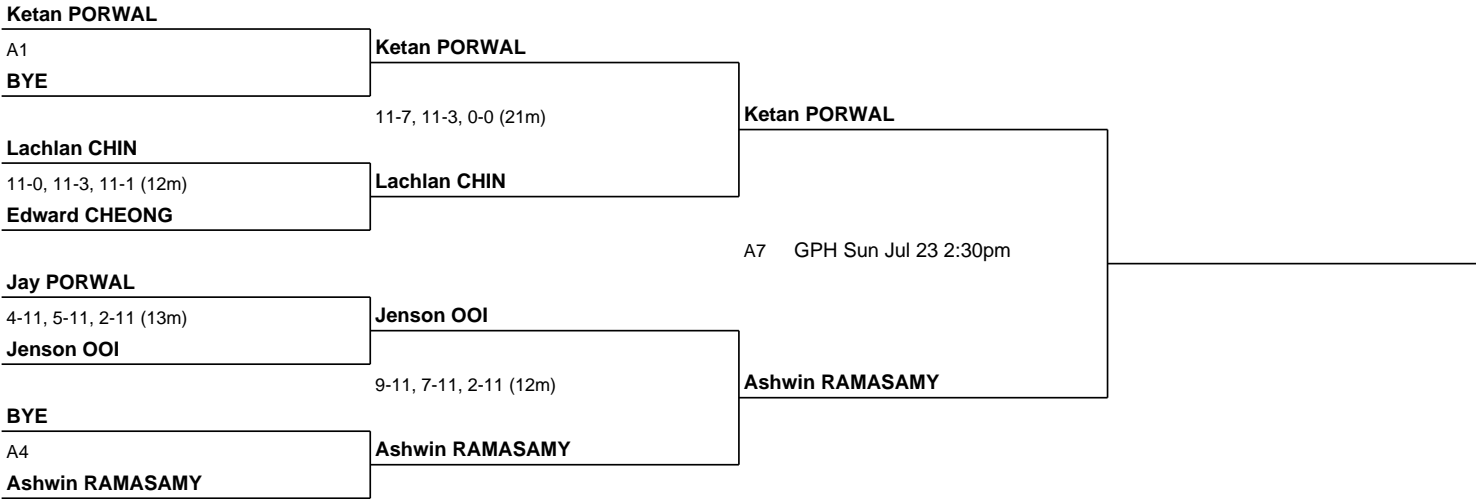 Ketan PORWAL
A1
Ketan PORWAL
BYE
11-7, 11-3, 0-0 (21m)
Ketan PORWAL
Lachlan CHIN
11-0, 11-3, 11-1 (12m)
Lachlan CHIN
Edward CHEONG
A7 GPH Sun Jul 23 2:30pm
Jay PORWAL
4-11, 5-11, 2-11 (13m)
Jenson OOI
Jenson OOI
9-11, 7-11, 2-11 (12m)
Ashwin RAMASAMY
BYE
A4
Ashwin RAMASAMY
Ashwin RAMASAMY